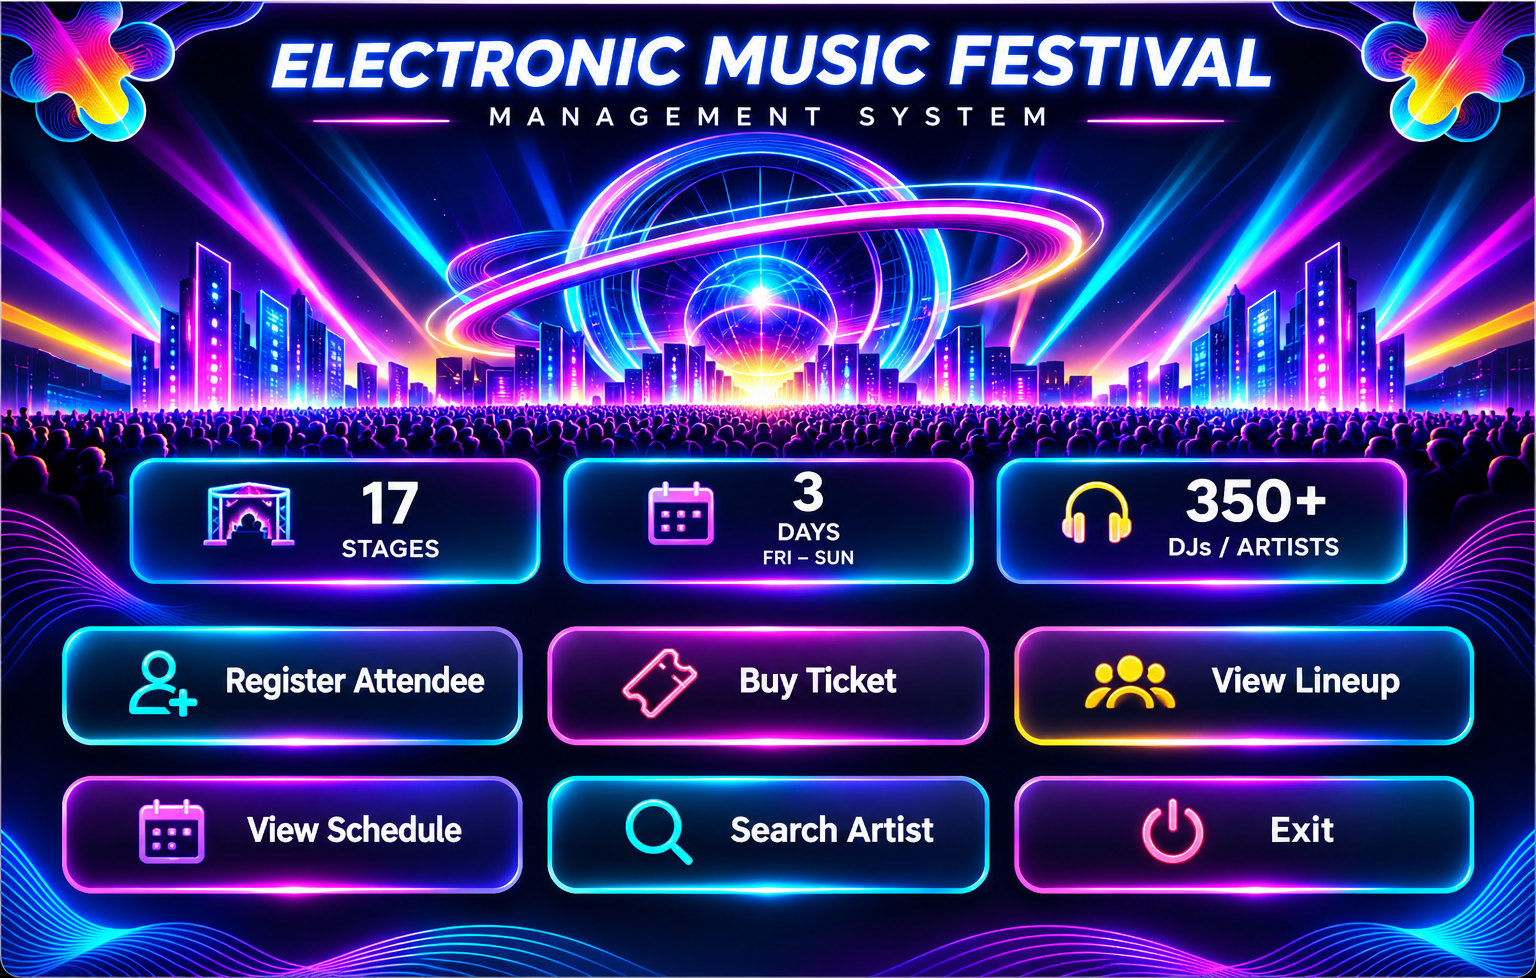 ELECTRONIC MUSIC FESTIVAL
MANAGEMENT SYSTEM
17
STAGES
3
DAYS
FRI – SUN
350+
DJs / ARTISTS
Register Attendee
Buy Ticket
View Lineup
View Schedule
Search Artist
Exit